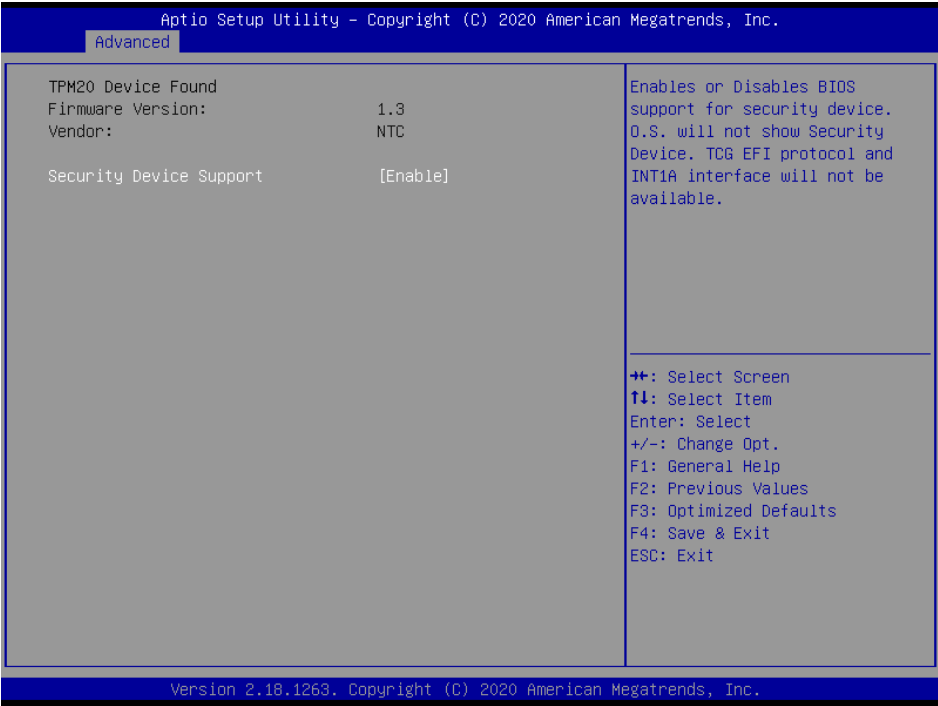 Aptio Setup Utility – Copyright (C) 2020 American Megatrends, Inc.
Advanced
TPM20 Device Found
Firmware Version: 1.3
Vendor: NTC
Security Device Support [Enable]
Enables or Disables BIOS
support for security device.
O.S. will not show Security
Device. TCG EFI protocol and
INT1A interface will not be
available.
→←: Select Screen
↑↓: Select Item
Enter: Select
+/-: Change Opt.
F1: General Help
F2: Previous Values
F3: Optimized Defaults
F4: Save & Exit
ESC: Exit
Version 2.18.1263. Copyright (C) 2020 American Megatrends, Inc.